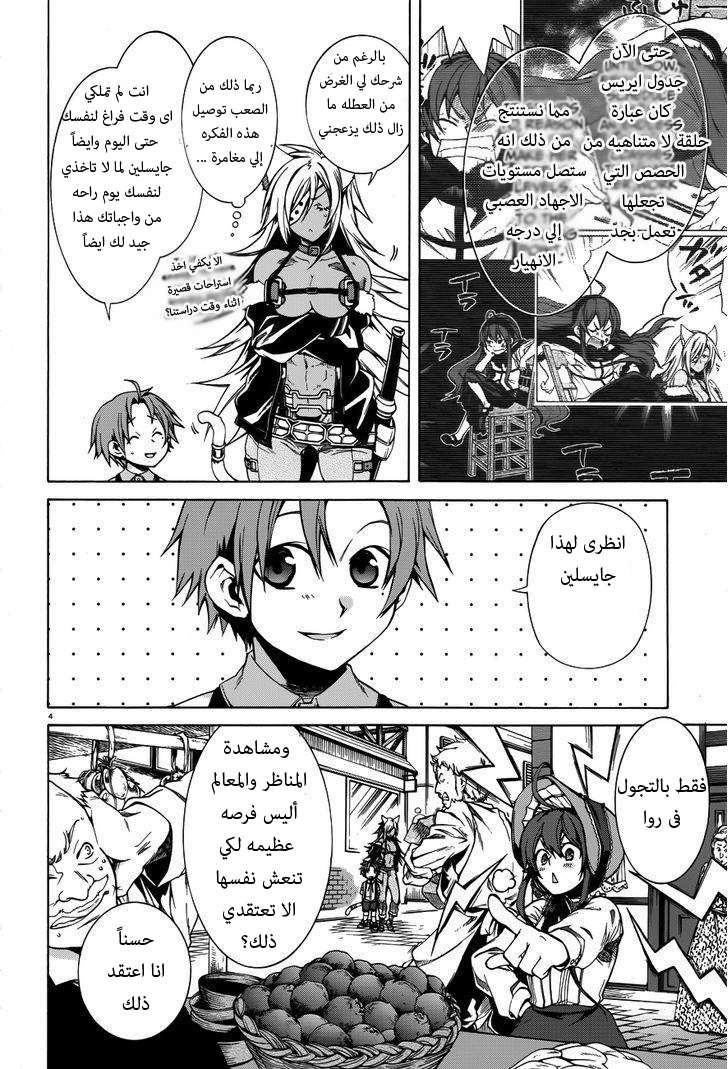 حتى الآن
جدول ايريس
كان عبارة
حلقة لا متناهيه من
الحصص التي
تجعلها
تعمل بجد
مما نستنتج
من ذلك انه
ستصل مستويات
الاجهاد العصبي
إلي درجه
الانهيار
بالرغم من
شرحك لي الغرض
من العطله ما
زال ذلك يزعجني
ربما ذلك من
الصعب توصيل
هذه الفكره
إلي مغامرة ...
انت لم تملكي
اى وقت فراغ لنفسك
حتى اليوم وايضاً
جايسلين لما لا تاخذي
لنفسك يوم راحه
من واجباتك هذا
جيد لك ايضاً
الا يكفي اخذ
استراحات قصيرة
اثناء وقت دراستنا؟
انظرى لهذا
جايسلين
4
فقط بالتجول
فى روا
ومشاهدة
المناظر والمعالم
أليس فرصه
عظيمه لكي
تنعش نفسها
الا تعتقدي
ذلك؟
حسناً
انا اعتقد
ذلك